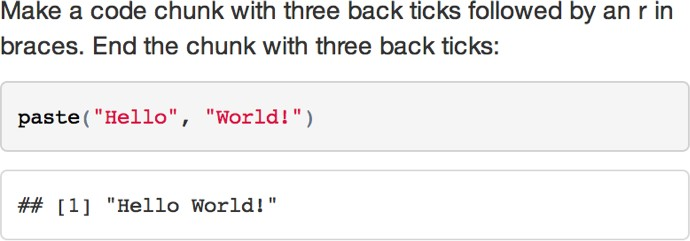 Make a code chunk with three back ticks followed by an r in
braces. End the chunk with three back ticks:
paste("Hello", "World!")
## [1] "Hello World!"